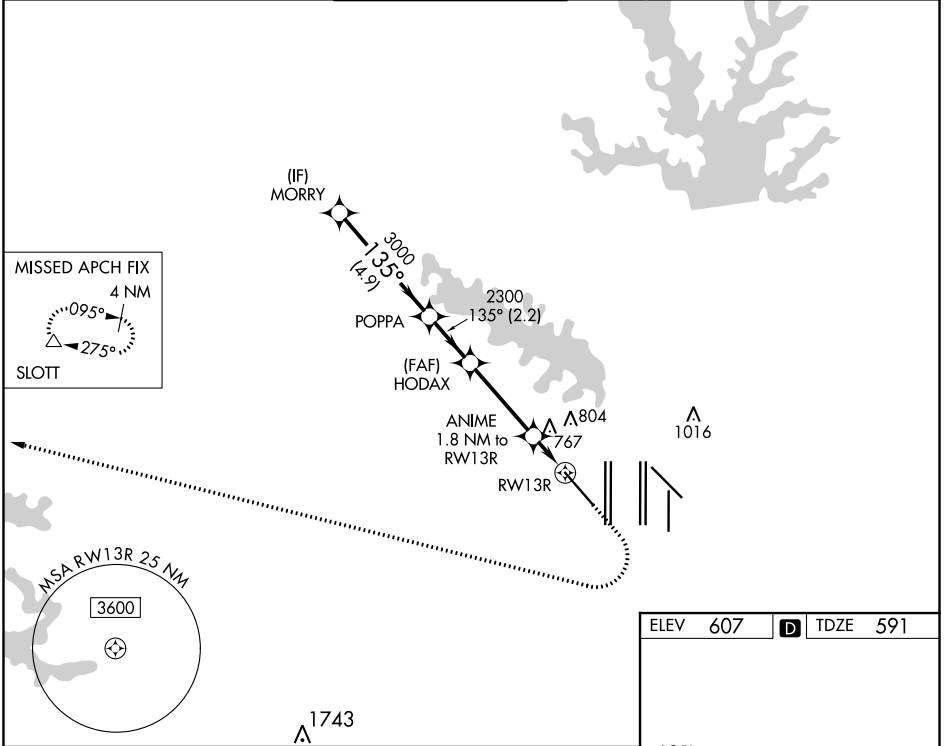 (IF)
MORRY
3000
135°
(4.9)
MISSED APCH FIX
4 NM
095°
275°
SLOTT
2300
135° (2.2)
POPPA
(FAF)
HODAX
ANIME
1.8 NM to
RW13R
804
767
1016
RW13R
MSA RW13R 25 NM
3600
ELEV 607 D TDZE 591
1743